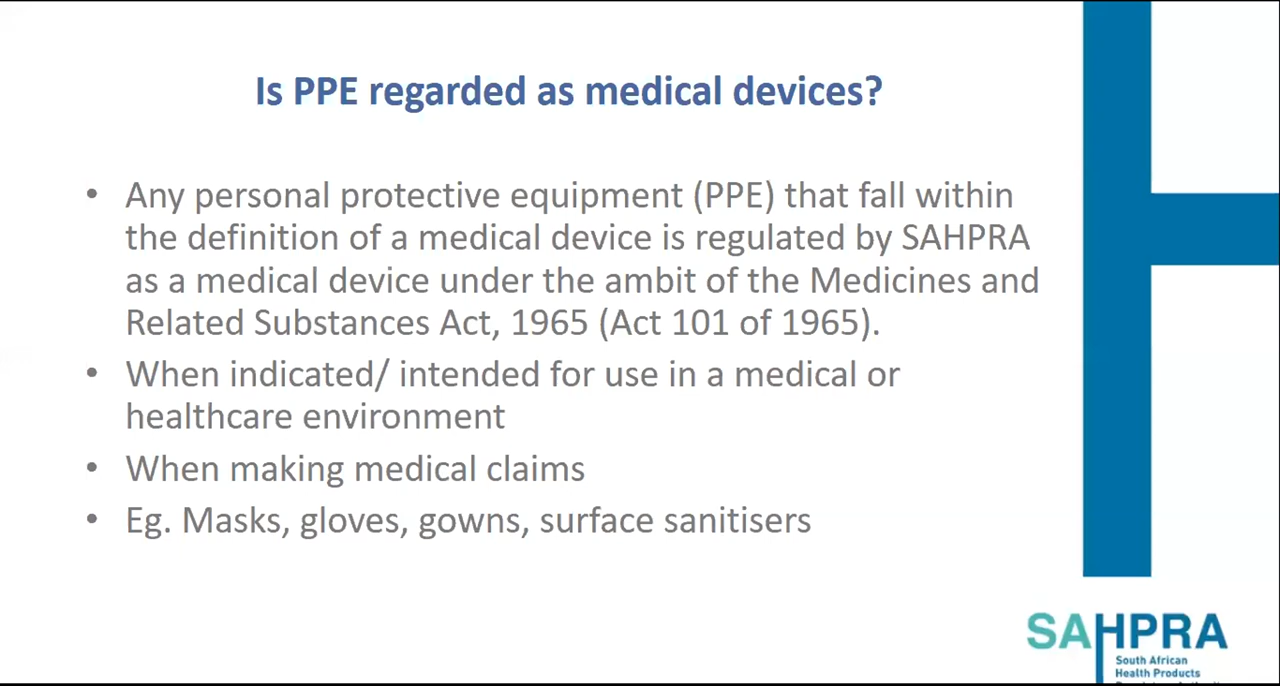 Is PPE regarded as medical devices?
• Any personal protective equipment (PPE) that fall within
the definition of a medical device is regulated by SAHPRA
as a medical device under the ambit of the Medicines and
Related Substances Act, 1965 (Act 101 of 1965).
• When indicated/ intended for use in a medical or
healthcare environment
• When making medical claims
• Eg. Masks, gloves, gowns, surface sanitisers
SAHPRA
South African
Health Products